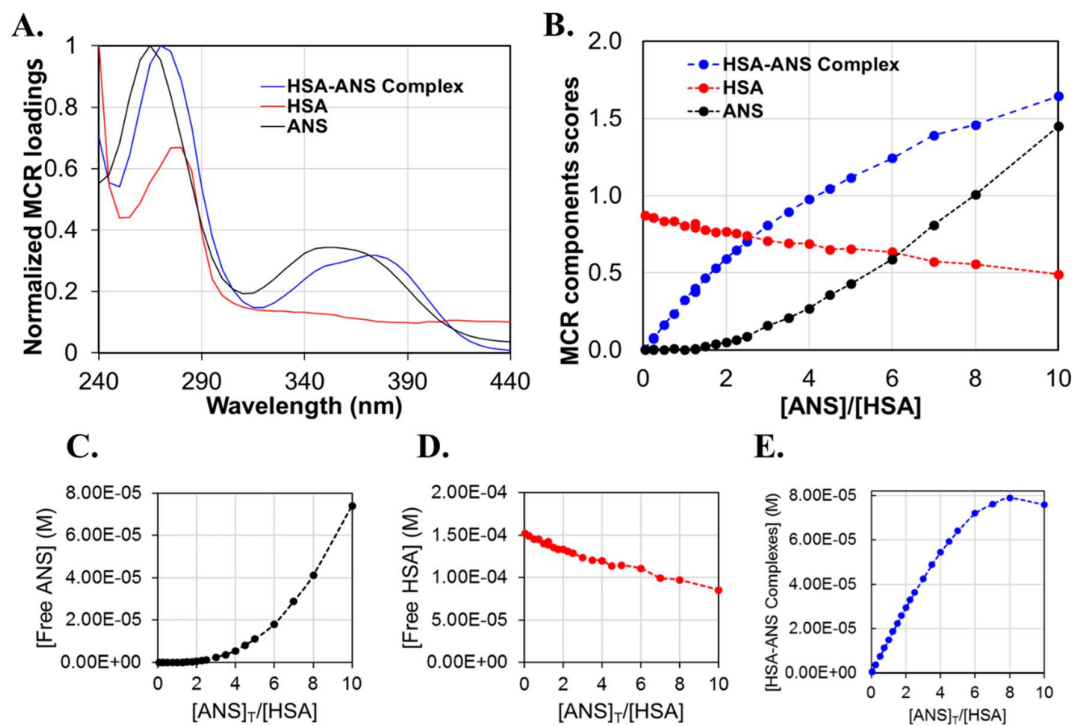 A.
Normalized MCR loadings
1
0.8
0.6
0.4
0.2
0
HSA-ANS Complex
HSA
ANS
240
290
340
390
440
Wavelength (nm)
B.
MCR components scores
2.0
1.5
1.0
0.5
0.0
HSA-ANS Complex
HSA
ANS
0
2
4
6
8
10
[ANS]/[HSA]
C.
[Free ANS] (M)
8.00E-05
6.00E-05
4.00E-05
2.00E-05
0.00E+00
0
2
4
6
8
10
[ANS]T/[HSA]
D.
[Free HSA] (M)
2.00E-04
1.50E-04
1.00E-04
5.00E-05
0.00E+00
0
2
4
6
8
10
[ANS]T/[HSA]
E.
[HSA-ANS Complexes] (M)
8.00E-05
6.00E-05
4.00E-05
2.00E-05
0.00E+00
0
2
4
6
8
10
[ANS]T/[HSA]